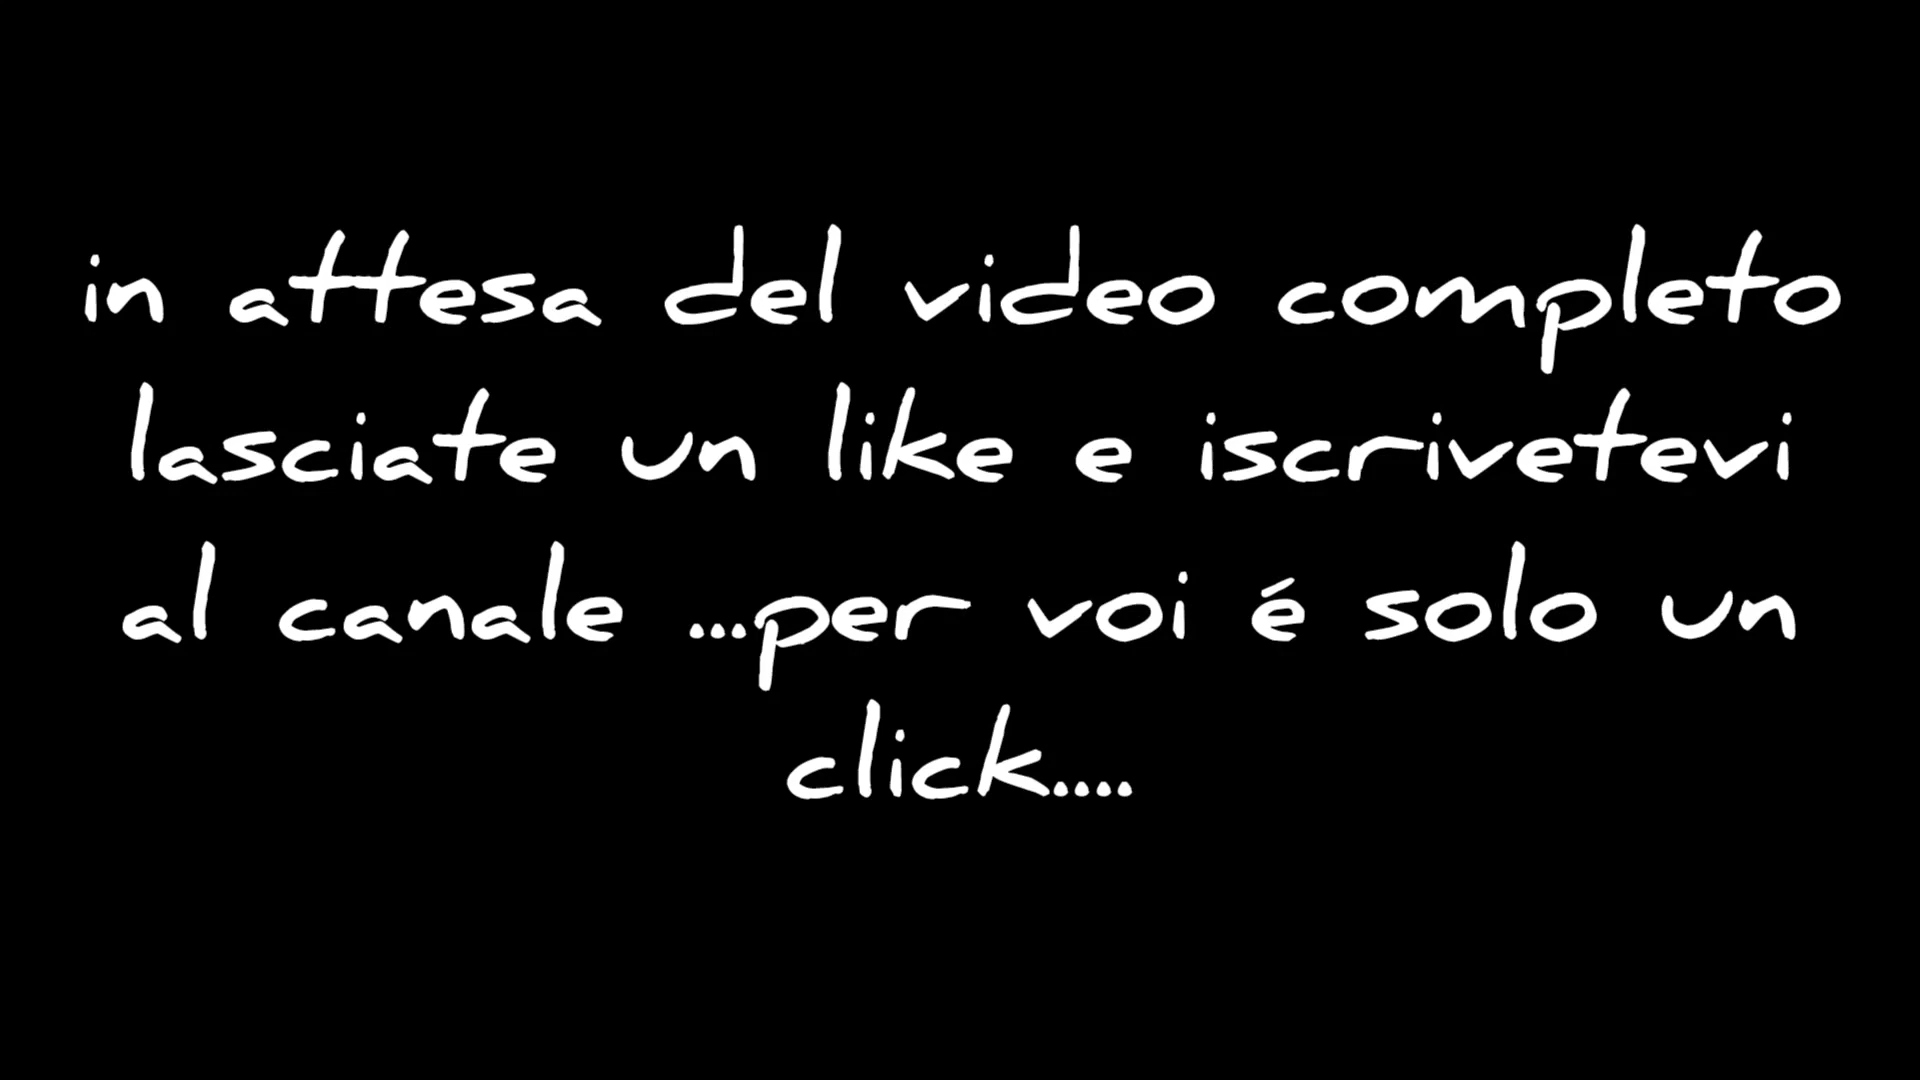 in attesa del video completo
lasciate un like e iscrivetevi
al canale ...per voi é solo un
click....